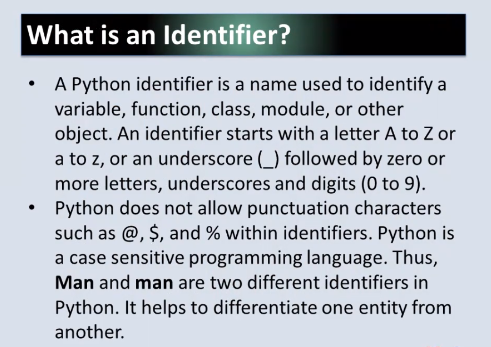 What is an Identifier?
• A Python identifier is a name used to identify a
variable, function, class, module, or other
object. An identifier starts with a letter A to Z or
a to z, or an underscore (_) followed by zero or
more letters, underscores and digits (0 to 9).
• Python does not allow punctuation characters
such as @, $, and % within identifiers. Python is
a case sensitive programming language. Thus,
Man and man are two different identifiers in
Python. It helps to differentiate one entity from
another.